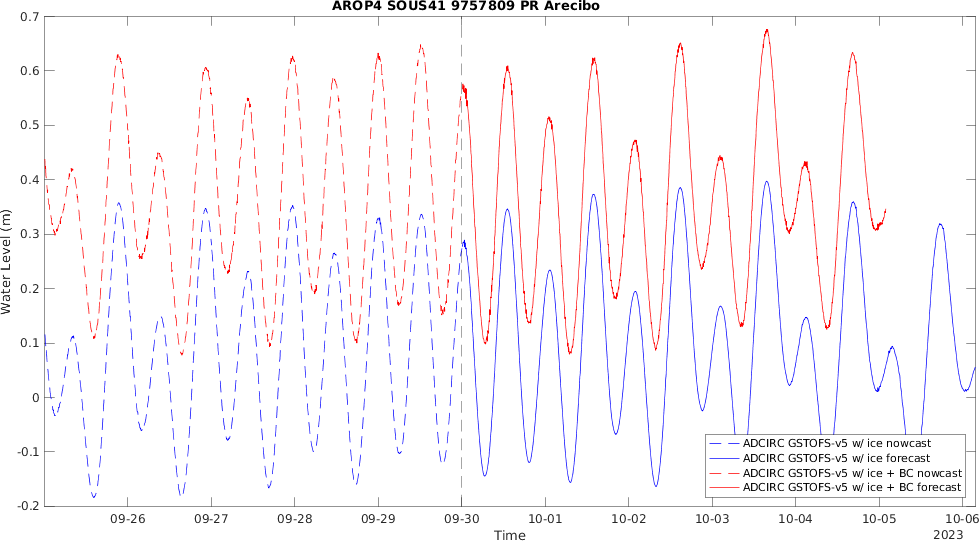 AROP4 SOUS41 9757809 PR Arecibo
0.7
0.6
0.5
0.4
0.3
0.2
0.1
0
-0.1
-0.2
Water Level (m)
ADCIRC GSTOFS-v5 w/ ice nowcast
ADCIRC GSTOFS-v5 w/ ice forecast
ADCIRC GSTOFS-v5 w/ ice + BC nowcast
ADCIRC GSTOFS-v5 w/ ice + BC forecast
09-26 09-27 09-28 09-29 09-30 10-01 10-02 10-03 10-04 10-05 10-06
Time
2023